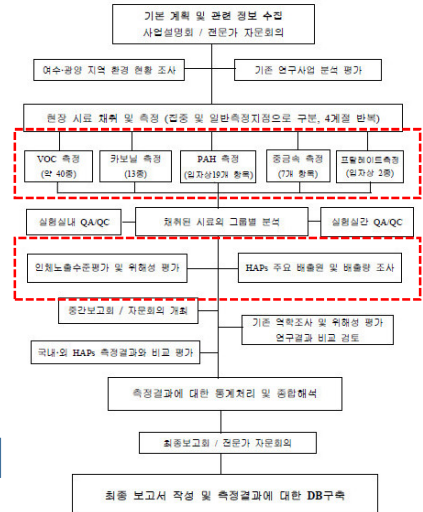 기본 계획 및 관련 정보 수집
사업설명회 / 전문가 자문회의
여수·광양 지역 환경 현황 조사
기존 연구사업 분석 평가
현장 시료 채취 및 측정 (집중 및 일반측정지점으로 구분, 4계절 반복)
VOC 측정
(약 40종)
카보닐 측정
(13종)
PAH 측정
(입자상19개 항목)
중금속 측정
(7개 항목)
프탈레이트측정
(입자상 2종)
실험실내 QA/QC
채취된 시료의 그룹별 분석
실험실간 QA/QC
인체노출수준평가 및 위해성 평가
HAPs 주요 배출원 및 배출량 조사
중간보고회 / 자문회의 개최
기존 역학조사 및 위해성 평가
연구결과 비교 검토
국내·외 HAPs 측정결과와 비교 평가
측정결과에 대한 통계처리 및 종합해석
최종보고회 / 전문가 자문회의
최종 보고서 작성 및 측정결과에 대한 DB구축